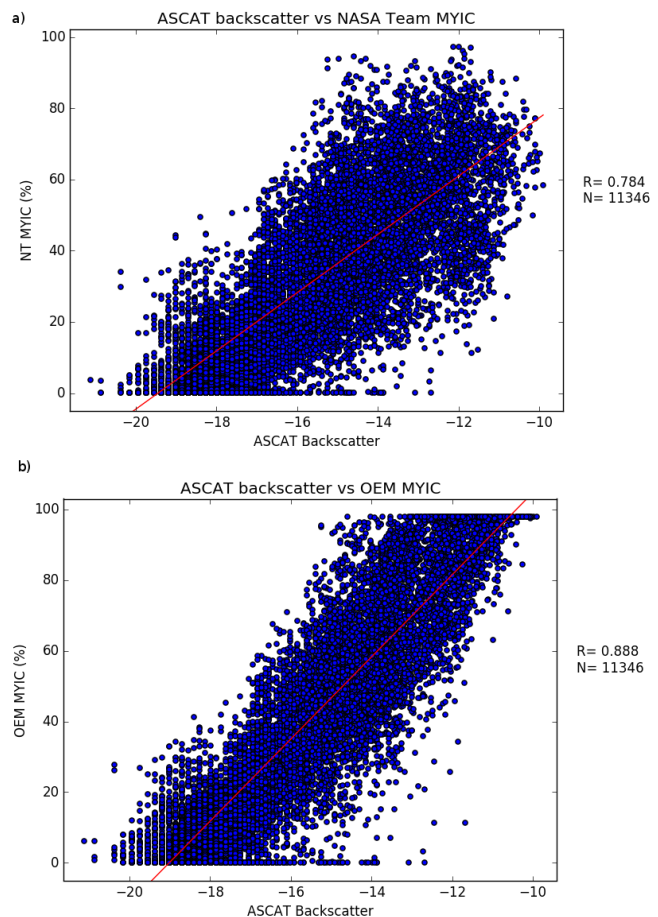 a)
ASCAT backscatter vs NASA Team MYIC
100
80
60
40
20
0
NT MYIC (%)
−20 −18 −16 −14 −12 −10
ASCAT Backscatter
R= 0.784
N= 11346
b)
ASCAT backscatter vs OEM MYIC
100
80
60
40
20
0
OEM MYIC (%)
−20 −18 −16 −14 −12 −10
ASCAT Backscatter
R= 0.888
N= 11346